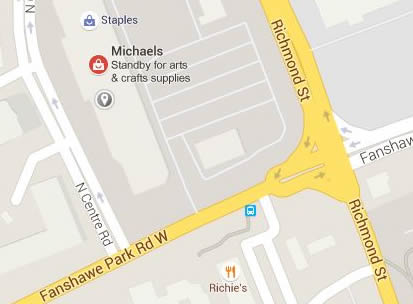 Staples
Michaels
Standby for arts
& crafts supplies
Richmond St
N
N Centre Rd
Fanshawe Park Rd W
Fanshawe
Richmond St
Richie's